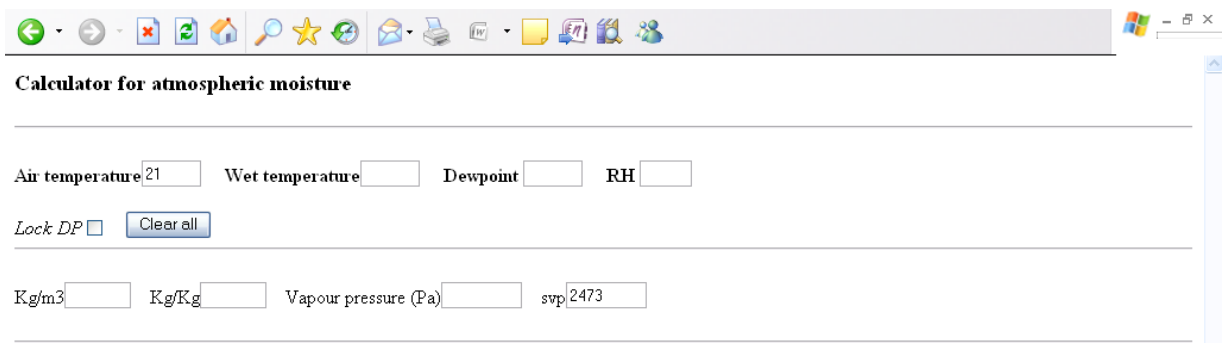 Calculator for atmospheric moisture
Air temperature 21 Wet temperature Dewpoint RH
Lock DP Clear all
Kg/m3 Kg/Kg Vapour pressure (Pa) svp 2473